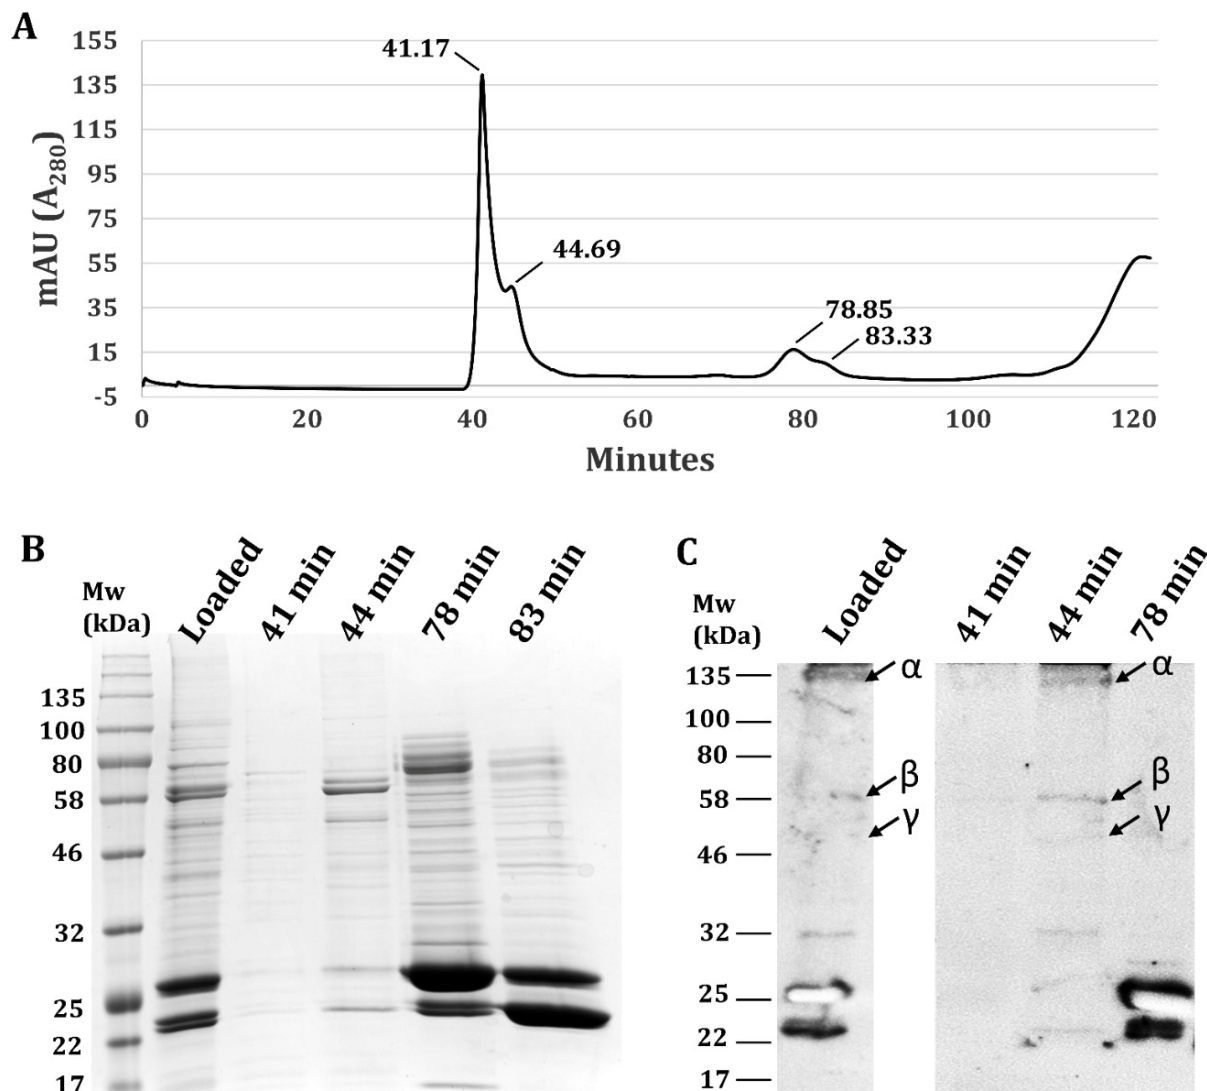 A
155
135
115
95
75
55
35
15
-5
mAU (A280)
41.17
44.69
78.85
83.33
0
20
40
60
80
100
120
Minutes
B
Mw
(kDa)
Loaded
41 min
44 min
78 min
83 min
135
100
80
58
46
32
25
22
17
C
Mw
(kDa)
Loaded
41 min
44 min
78 min
135
100
80
58
46
32
25
22
17
α
β
γ
α
β
γ